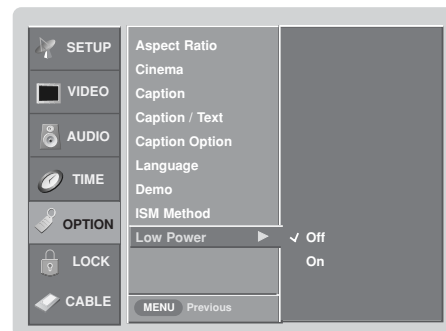 SETUP
VIDEO
AUDIO
TIME
OPTION
LOCK
CABLE
Aspect Ratio
Cinema
Caption
Caption / Text
Caption Option
Language
Demo
ISM Method
Low Power
Off
On
MENU Previous